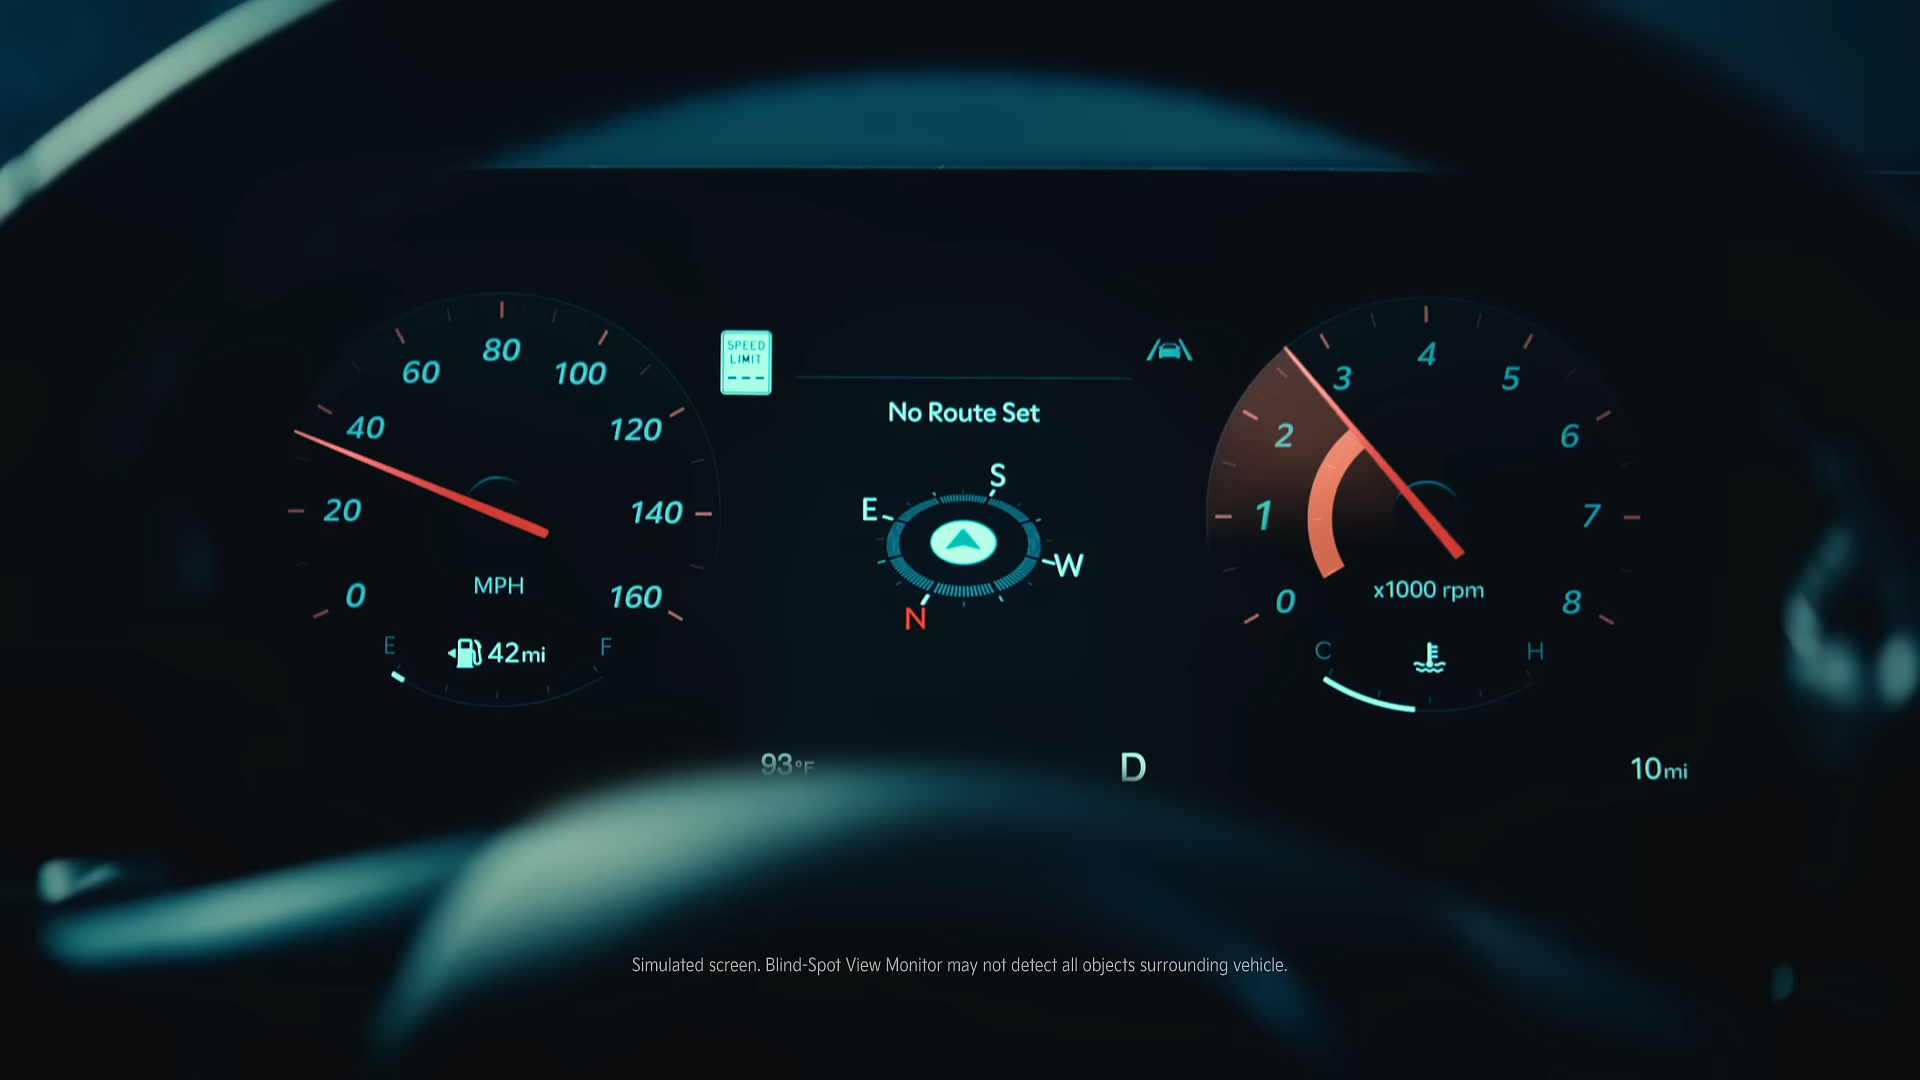 80
60
100
40
120
20
140
0
160
MPH
E
F
42mi
SPEED
LIMIT
---
No Route Set
S
E
W
N
4
3
5
2
6
1
7
0
8
x1000 rpm
C
H
93°F
D
10mi
Simulated screen. Blind-Spot View Monitor may not detect all objects surrounding vehicle.